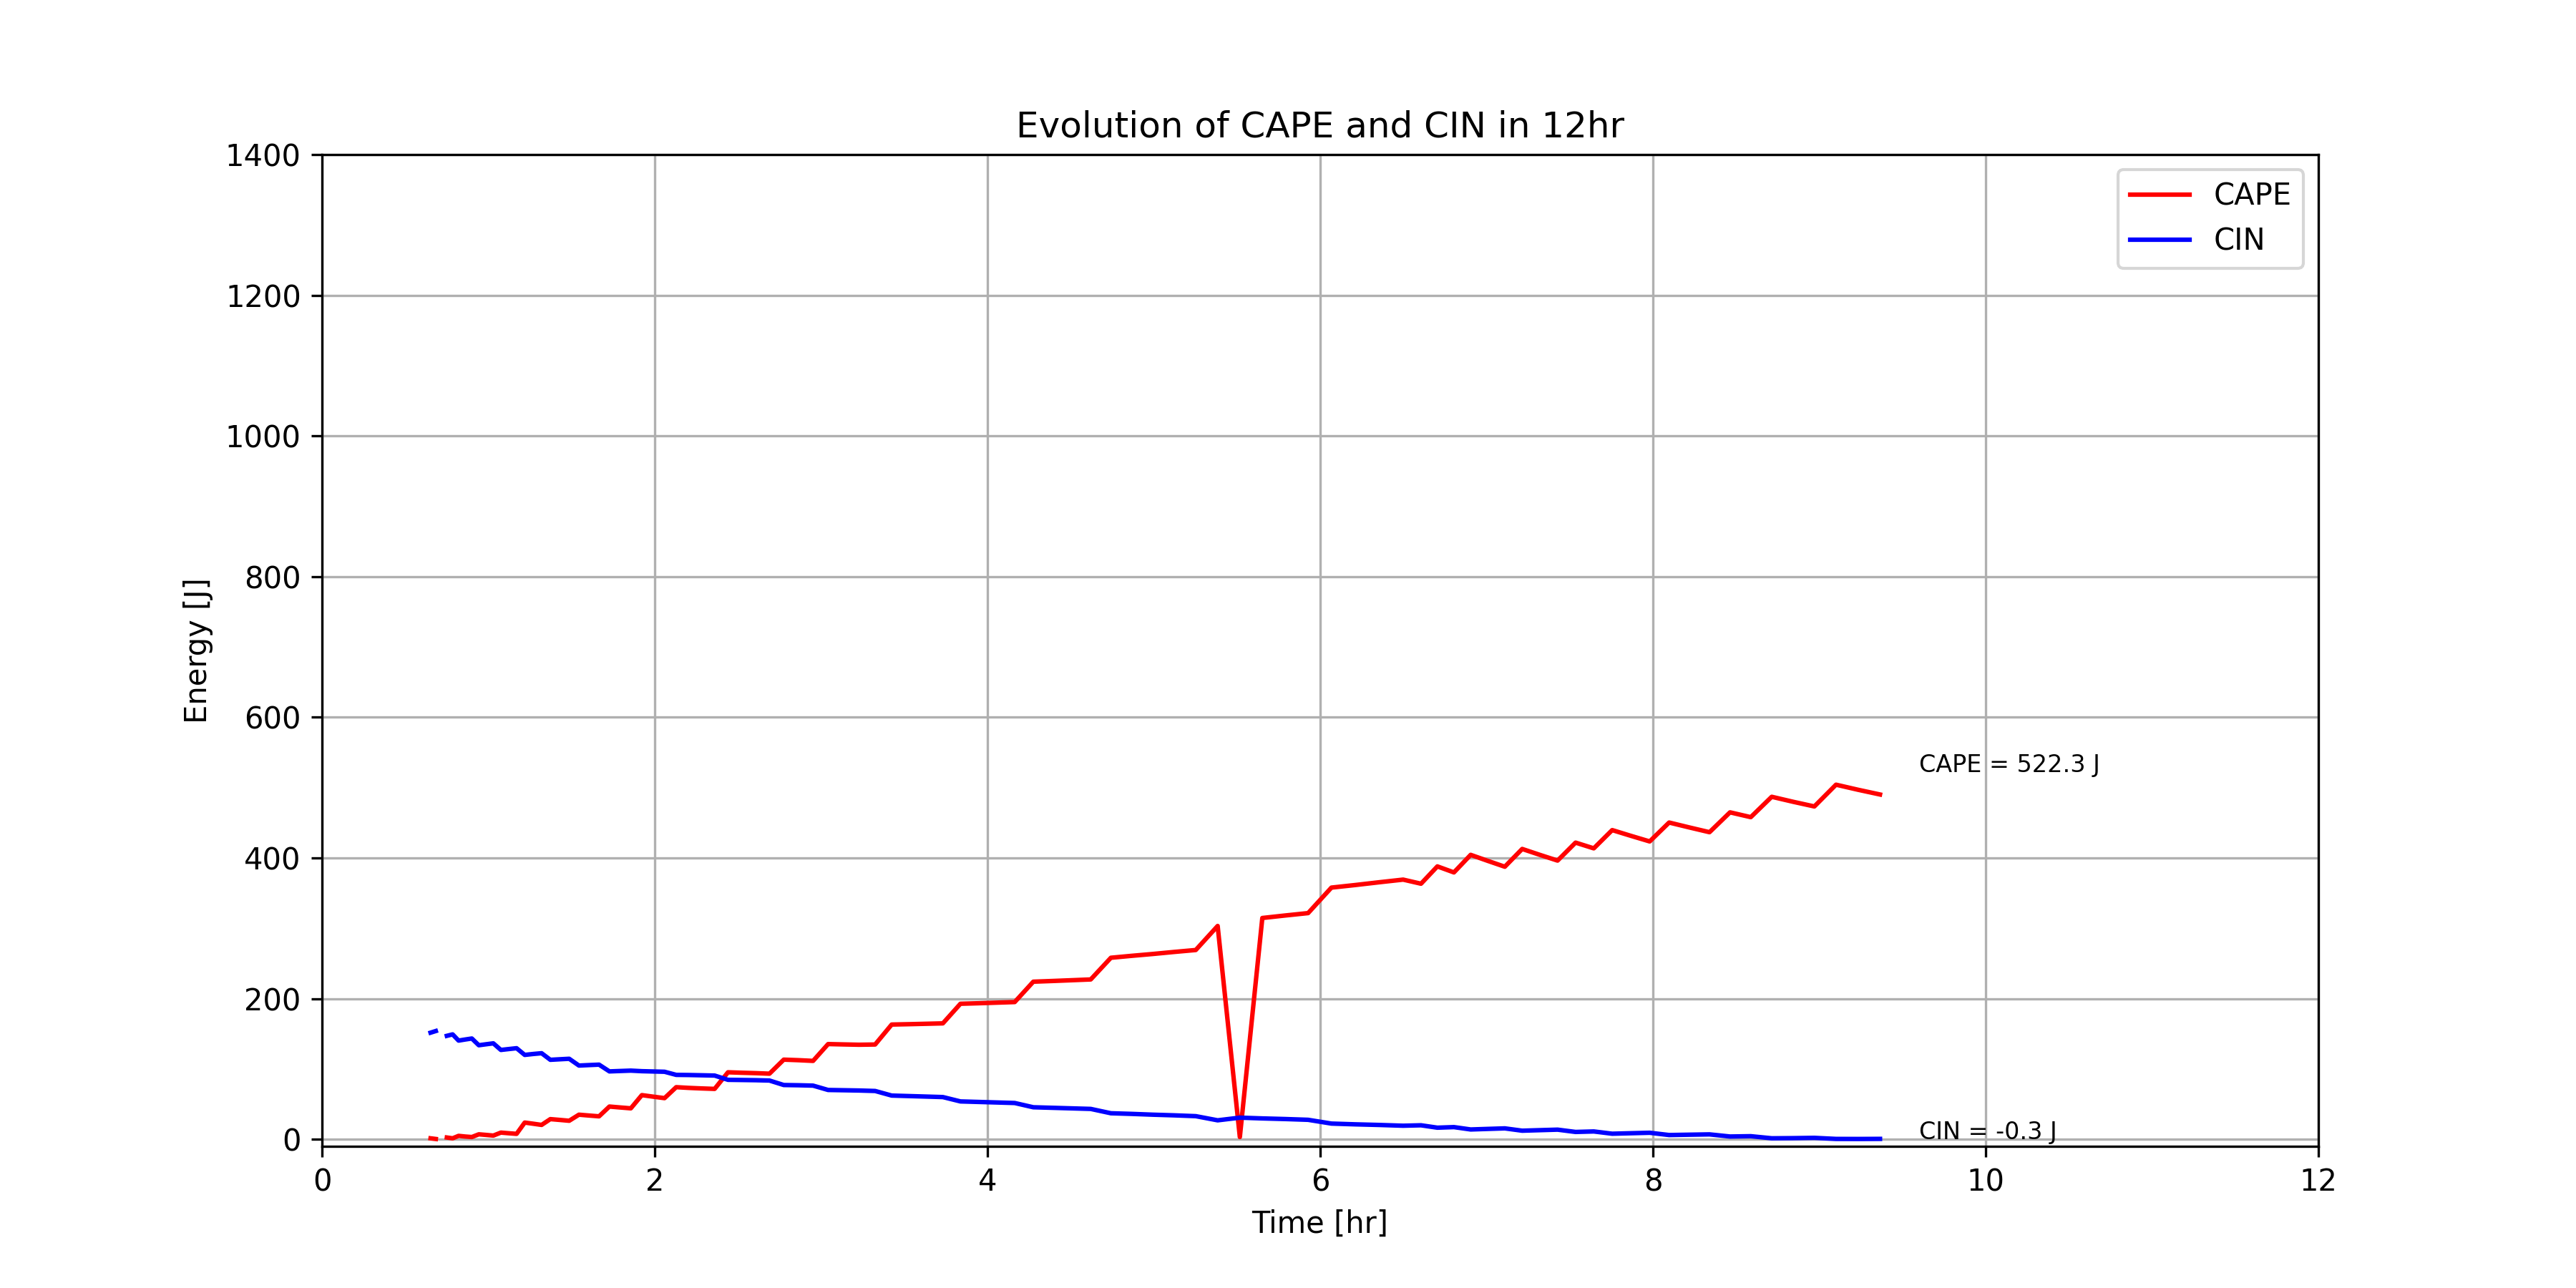 Evolution of CAPE and CIN in 12hr
1400
1200
1000
800
600
400
200
0
Energy [J]
CAPE
CIN
CAPE = 522.3 J
CIN = -0.3 J
0 2 4 6 8 10 12
Time [hr]